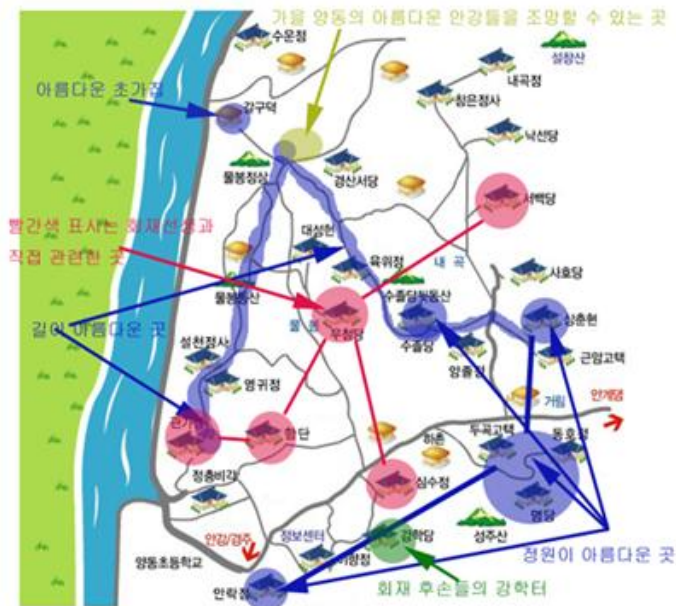 가을 양동의 아름다운 안강들을 조망할 수 있는 곳
수운정
설창산
내곡정
창은정사
아름다운 초가집
갈구덕
낙선당
물봉정상
경산서당
서백당
빨간색 표시는 회재선생과
직접 관련한 곳
대성헌
육위정
내 곡
사호당
물봉동산
수졸당뒷동산
물 봉
무첨당
길이 아름다운 곳
수졸당
상춘헌
설천정사
양졸정
근암고택
영귀정
거림
안계댐
관가정
향단
하촌
두곡고택
동호정
정충비각
심수정
명당
안강/경주
정보센터
이향정
강학당
성주산
양동초등학교
정원이 아름다운 곳
안락정
회재 후손들의 강학터